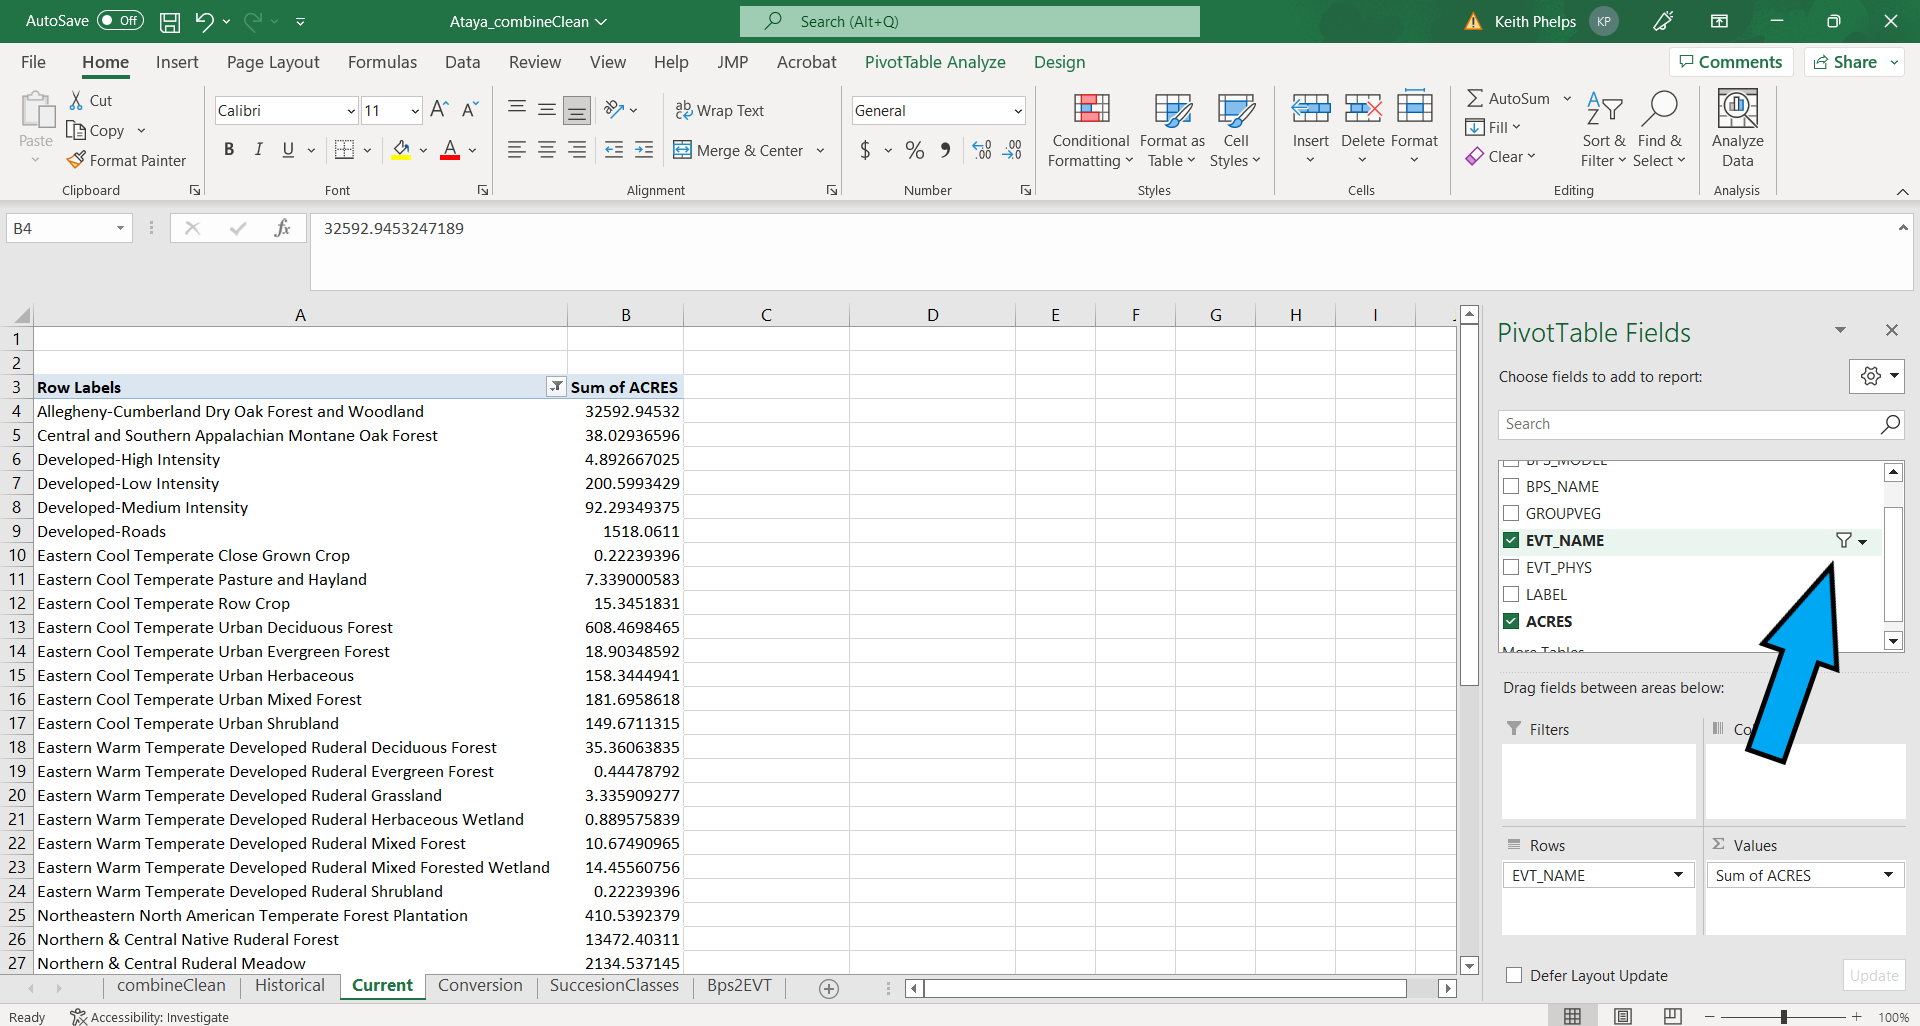 AutoSave Off Ataya_combineClean Search (Alt+Q) Keith Phelps KP
File Home Insert Page Layout Formulas Data Review View Help JMP Acrobat PivotTable Analyze Design Comments Share
Paste Cut Copy Format Painter Clipboard
Calibri 11 A A B I U A Font
ab Wrap Text Merge & Center Alignment
General $ % Number
Conditional Formatting Format as Table Cell Styles Styles
Insert Delete Format Cells
AutoSum Fill Clear Sort & Filter Find & Select Editing
Analyze Data Analysis
B4 fx 32592.9453247189
A B C D E F G H I
1
2
3 Row Labels Sum of ACRES
4 Allegheny-Cumberland Dry Oak Forest and Woodland 32592.94532
5 Central and Southern Appalachian Montane Oak Forest 38.02936596
6 Developed-High Intensity 4.892667025
7 Developed-Low Intensity 200.5993429
8 Developed-Medium Intensity 92.29349375
9 Developed-Roads 1518.0611
10 Eastern Cool Temperate Close Grown Crop 0.22239396
11 Eastern Cool Temperate Pasture and Hayland 7.339000583
12 Eastern Cool Temperate Row Crop 15.3451831
13 Eastern Cool Temperate Urban Deciduous Forest 608.4698465
14 Eastern Cool Temperate Urban Evergreen Forest 18.90348592
15 Eastern Cool Temperate Urban Herbaceous 158.3444941
16 Eastern Cool Temperate Urban Mixed Forest 181.6958618
17 Eastern Cool Temperate Urban Shrubland 149.6711315
18 Eastern Warm Temperate Developed Ruderal Deciduous Forest 35.36063835
19 Eastern Warm Temperate Developed Ruderal Evergreen Forest 0.44478792
20 Eastern Warm Temperate Developed Ruderal Grassland 3.335909277
21 Eastern Warm Temperate Developed Ruderal Herbaceous Wetland 0.889575839
22 Eastern Warm Temperate Developed Ruderal Mixed Forest 10.67490965
23 Eastern Warm Temperate Developed Ruderal Mixed Forested Wetland 14.45560756
24 Eastern Warm Temperate Developed Ruderal Shrubland 0.22239396
25 Northeastern North American Temperate Forest Plantation 410.5392379
26 Northern & Central Native Ruderal Forest 13472.40311
27 Northern & Central Ruderal Meadow 2134.537145
PivotTable Fields
Choose fields to add to report:
Search
BPS_MODEL
BPS_NAME
GROUPVEG
EVT_NAME
EVT_PHYS
LABEL
ACRES
More Tables
Drag fields between areas below:
Filters Co
Rows Values
EVT_NAME Sum of ACRES
Defer Layout Update Update
combineClean Historical Current Conversion SuccesionClasses Bps2EVT
Ready Accessibility: Investigate 100%